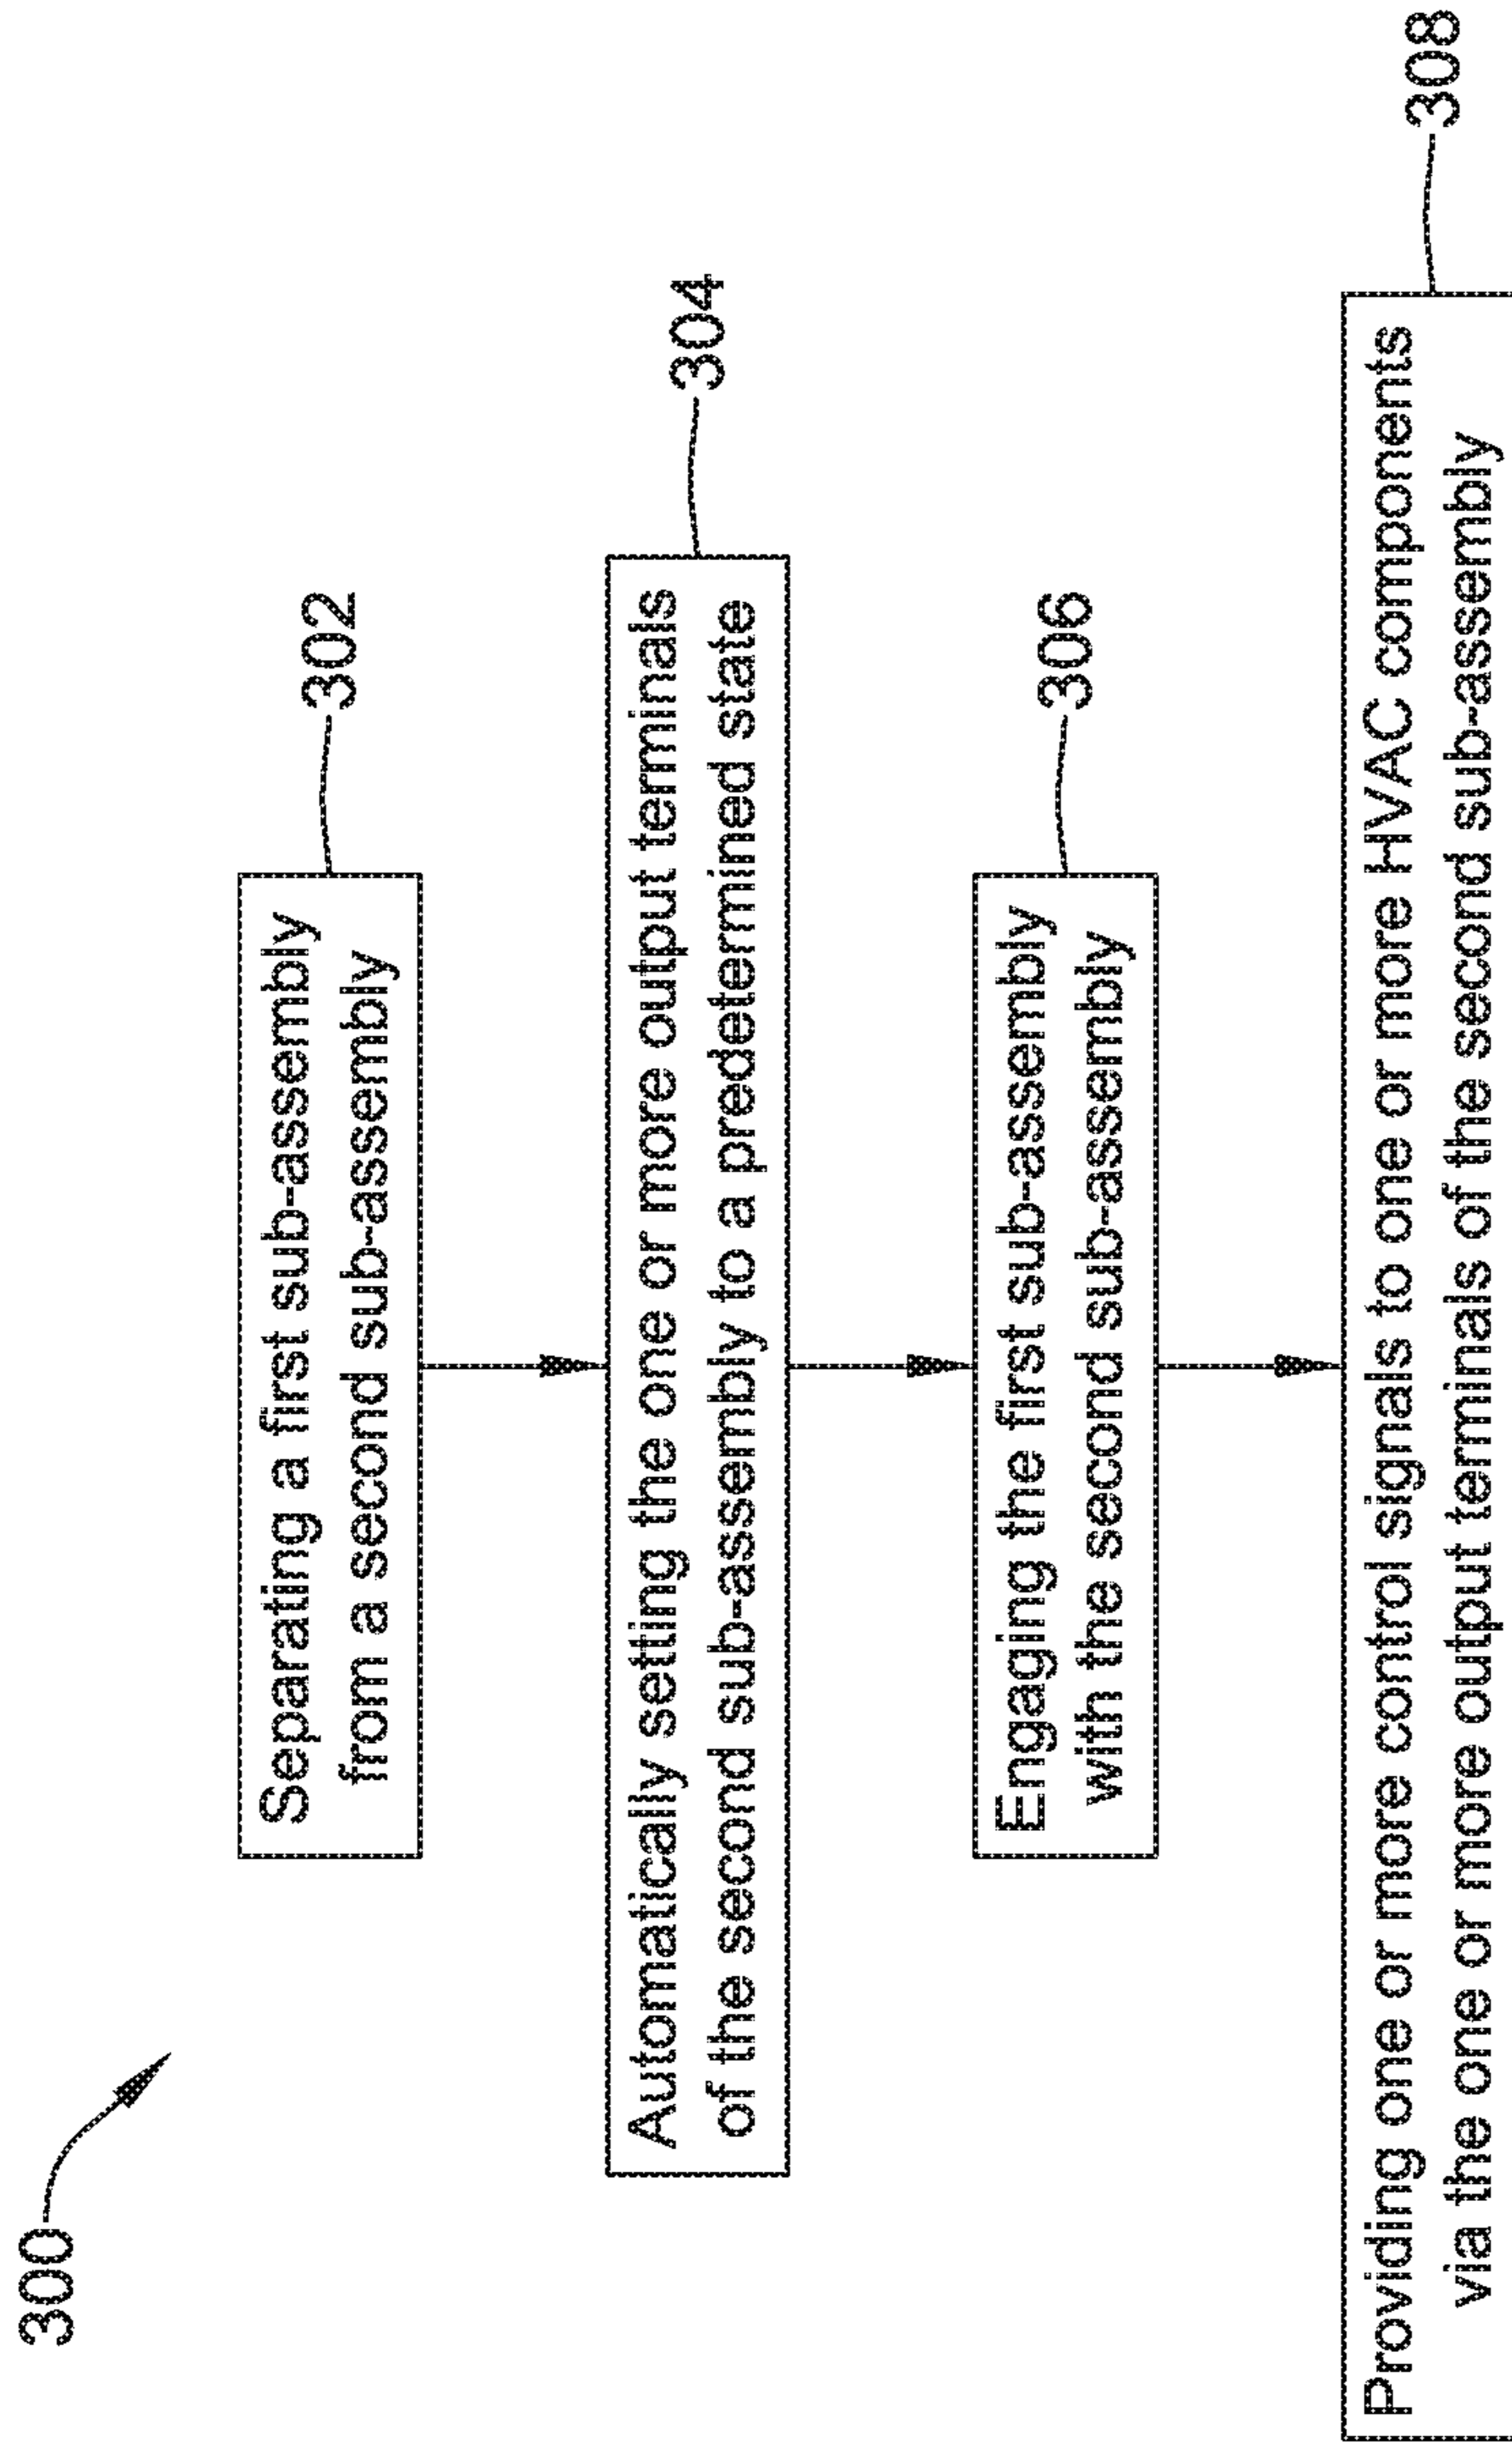 300
Separating a first sub-assembly
from a second sub-assembly
302
Automatically setting the one or more output terminals
of the second sub-assembly to a predetermined state
304
Engaging the first sub-assembly
with the second sub-assembly
306
Providing one or more control signals to one or more HVAC components
via the one or more output terminals of the second sub-assembly
308